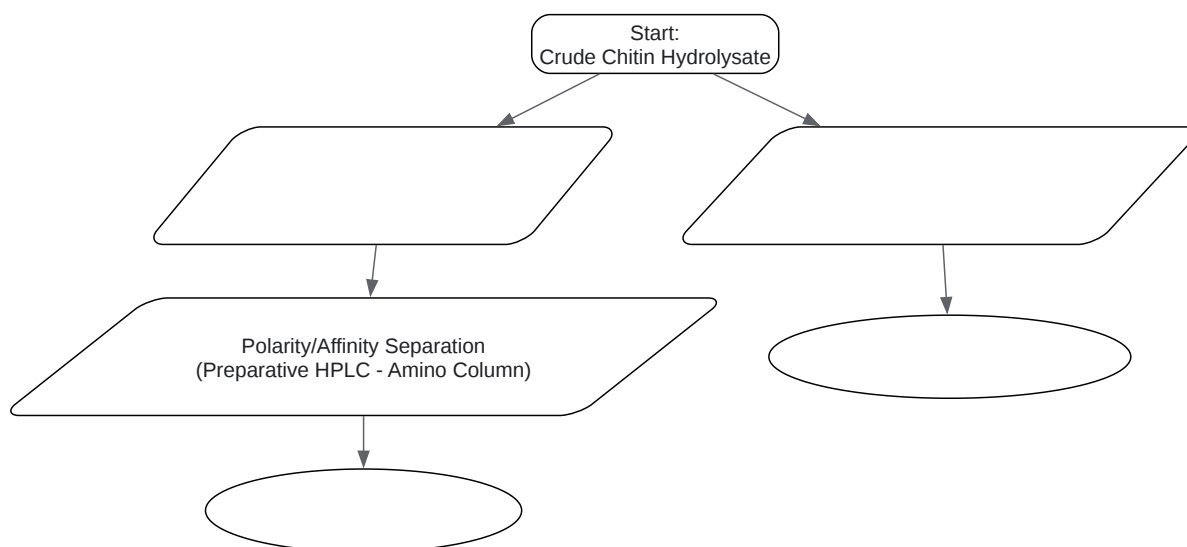 Start:
Crude Chitin Hydrolysate
Polarity/Affinity Separation
(Preparative HPLC - Amino Column)